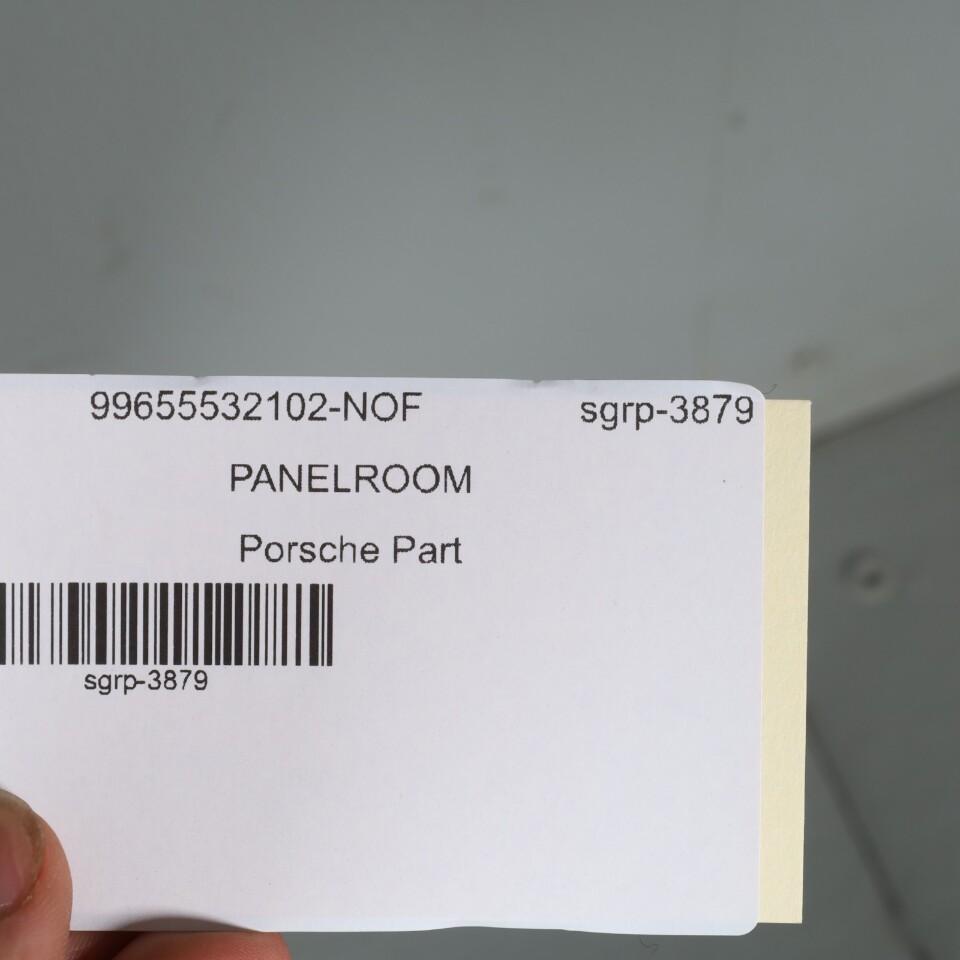 99655532102-NOF sgrp-3879
PANELROOM
Porsche Part
sgrp-3879